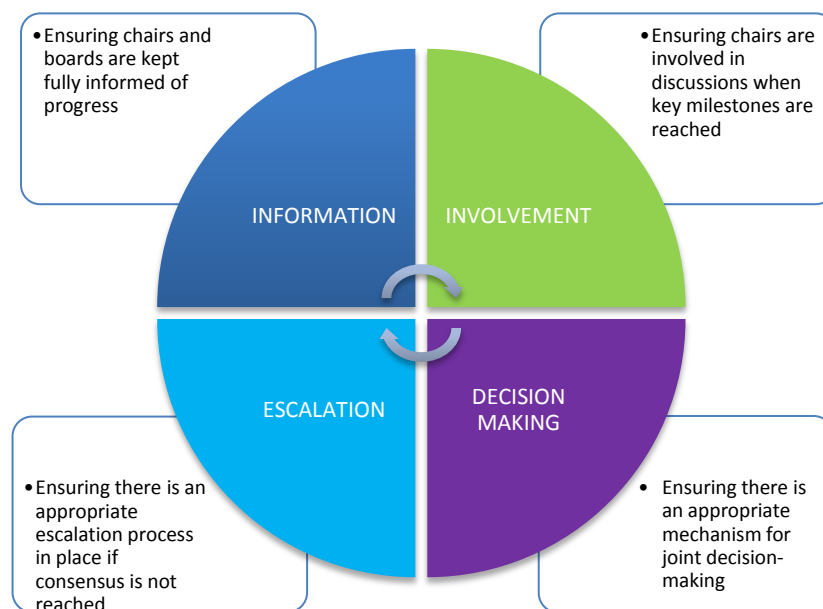 •Ensuring chairs and
boards are kept
fully informed of
progress
•Ensuring chairs are
involved in
discussions when
key milestones are
reached
INFORMATION
INVOLVEMENT
ESCALATION
DECISION
MAKING
•Ensuring there is an
appropriate
escalation process
in place if
consensus is not
reached
• Ensuring there is
an appropriate
mechanism for
joint decision-
making